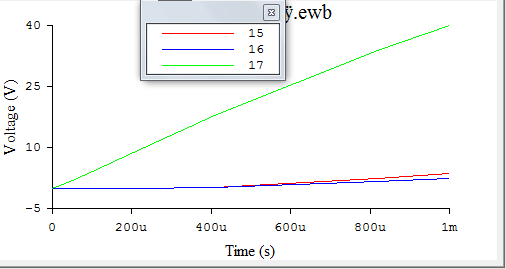 ÿ.ewb
15
16
17
40
25
10
-5
Voltage (V)
0
200u
400u
600u
800u
1m
Time (s)